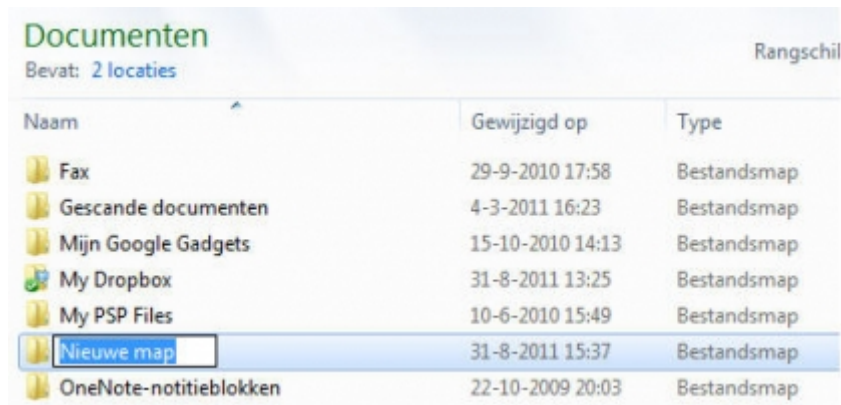 Documenten
Bevat: 2 locaties
Rangschil
Naam Gewijzigd op Type
Fax 29-9-2010 17:58 Bestandsmap
Gescande documenten 4-3-2011 16:23 Bestandsmap
Mijn Google Gadgets 15-10-2010 14:13 Bestandsmap
My Dropbox 31-8-2011 13:25 Bestandsmap
My PSP Files 10-6-2010 15:49 Bestandsmap
Nieuwe map 31-8-2011 15:37 Bestandsmap
OneNote-notitieblokken 22-10-2009 20:03 Bestandsmap